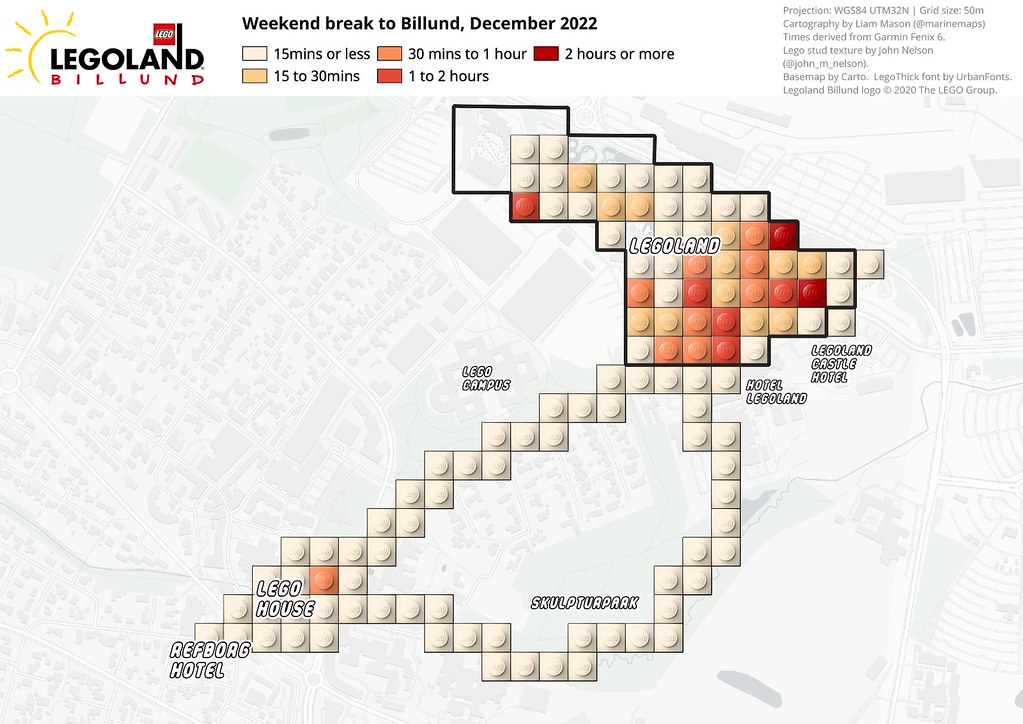 LEGO
LEGOLAND®
BILLUND
Weekend break to Billund, December 2022
15mins or less
30 mins to 1 hour
2 hours or more
15 to 30mins
1 to 2 hours
Projection: WGS84 UTM32N | Grid size: 50m
Cartography by Liam Mason (@marinemaps)
Times derived from Garmin Fenix 6.
Lego stud texture by John Nelson
(@john_m_nelson).
Basemap by Carto. LegoThick font by UrbanFonts.
Legoland Billund logo © 2020 The LEGO Group.
LEGOLAND
LEGOLAND
CASTLE
HOTEL
LEGO
CAMPUS
HOTEL
LEGOLAND
LEGO
HOUSE
SKULPTURPARK
REFBORG
HOTEL